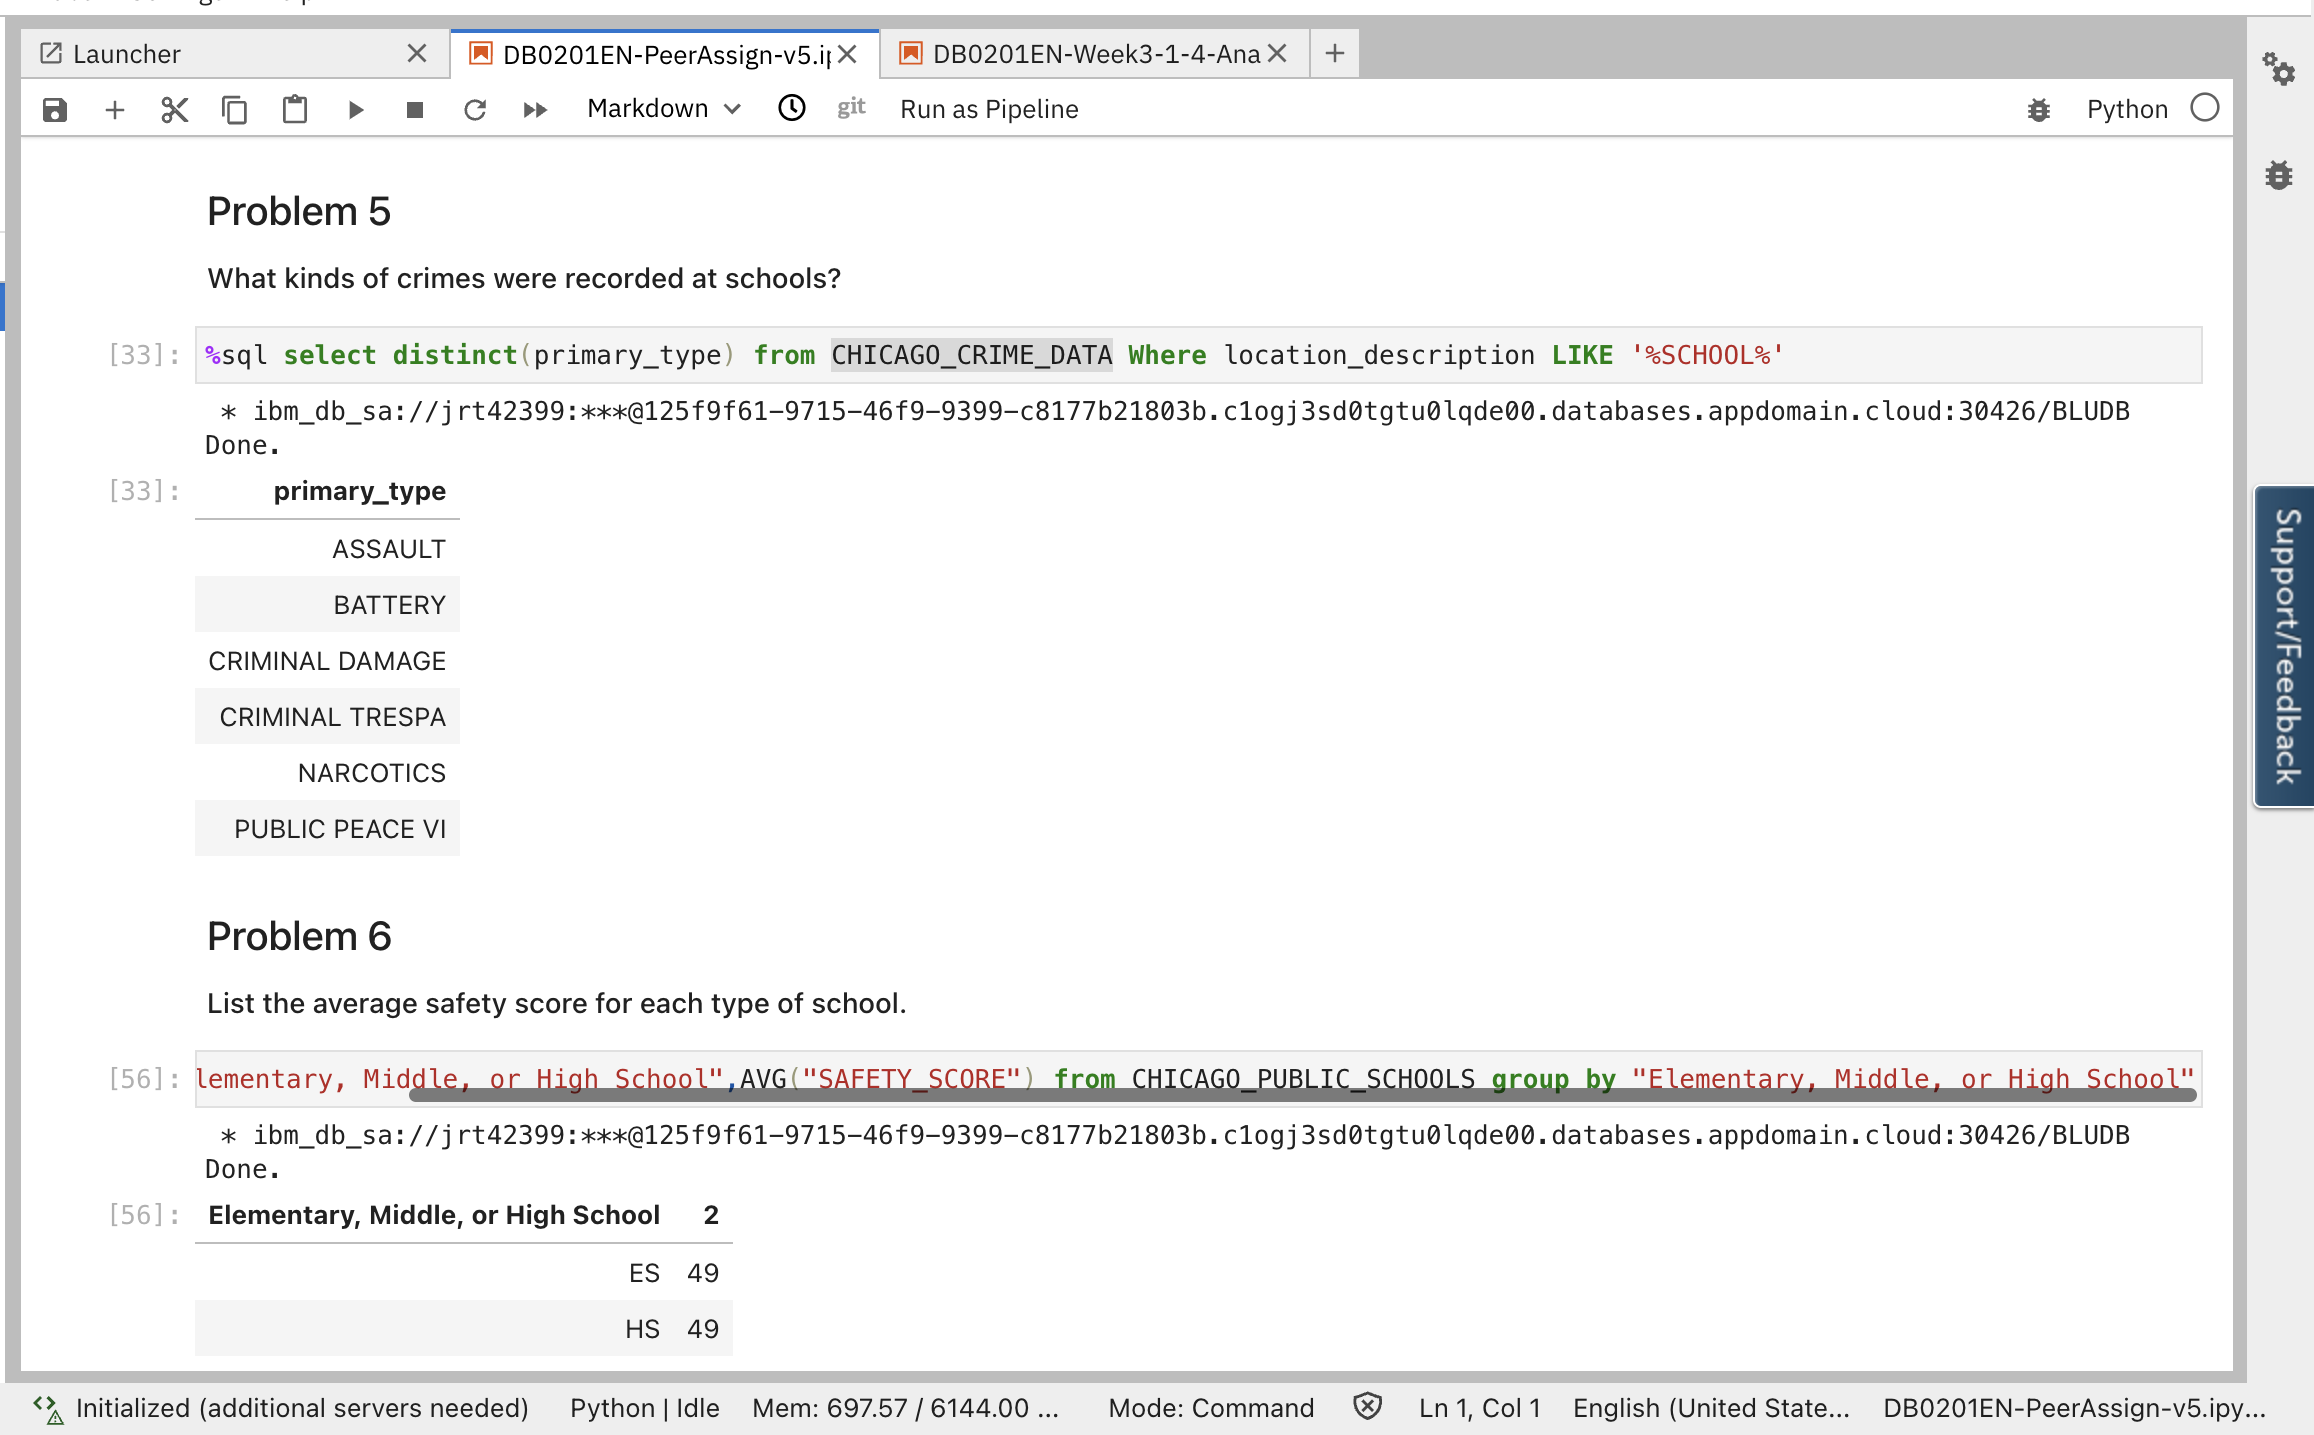 Launcher
DB0201EN-PeerAssign-v5.ip
DB0201EN-Week3-1-4-Ana
Markdown
git
Run as Pipeline
Python
Problem 5
What kinds of crimes were recorded at schools?
[33]: %sql select distinct(primary_type) from CHICAGO_CRIME_DATA Where location_description LIKE '%SCHOOL%'
* ibm_db_sa://jrt42399:***@125f9f61-9715-46f9-9399-c8177b21803b.c1ogj3sd0tgtu0lqde00.databases.appdomain.cloud:30426/BLUDB
Done.
[33]: primary_type
ASSAULT
BATTERY
CRIMINAL DAMAGE
CRIMINAL TRESPA
NARCOTICS
PUBLIC PEACE VI
Problem 6
List the average safety score for each type of school.
[56]: lementary, Middle, or High School",AVG("SAFETY_SCORE") from CHICAGO_PUBLIC_SCHOOLS group by "Elementary, Middle, or High School"
* ibm_db_sa://jrt42399:***@125f9f61-9715-46f9-9399-c8177b21803b.c1ogj3sd0tgtu0lqde00.databases.appdomain.cloud:30426/BLUDB
Done.
[56]: Elementary, Middle, or High School 2
ES 49
HS 49
Support/Feedback
Initialized (additional servers needed)
Python | Idle
Mem: 697.57 / 6144.00 ...
Mode: Command
Ln 1, Col 1
English (United State...
DB0201EN-PeerAssign-v5.ipy...